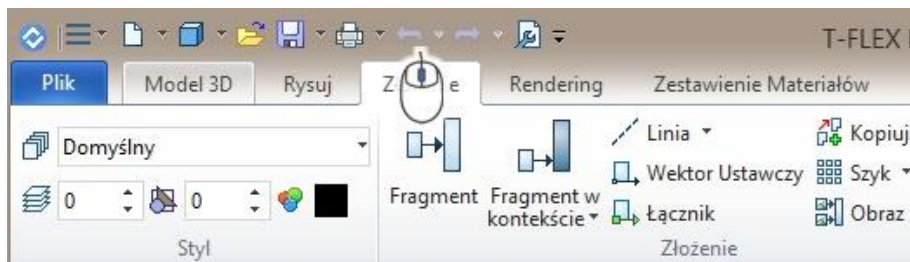 T-FLEX
Plik Model 3D Rysuj Rendering Zestawienie Materiałów
Domyślny
0 0
Styl
Fragment
Fragment w
kontekście
Linia
Wektor Ustawczy
Łącznik
Kopiuj
Szyk
Obraz
Złożenie